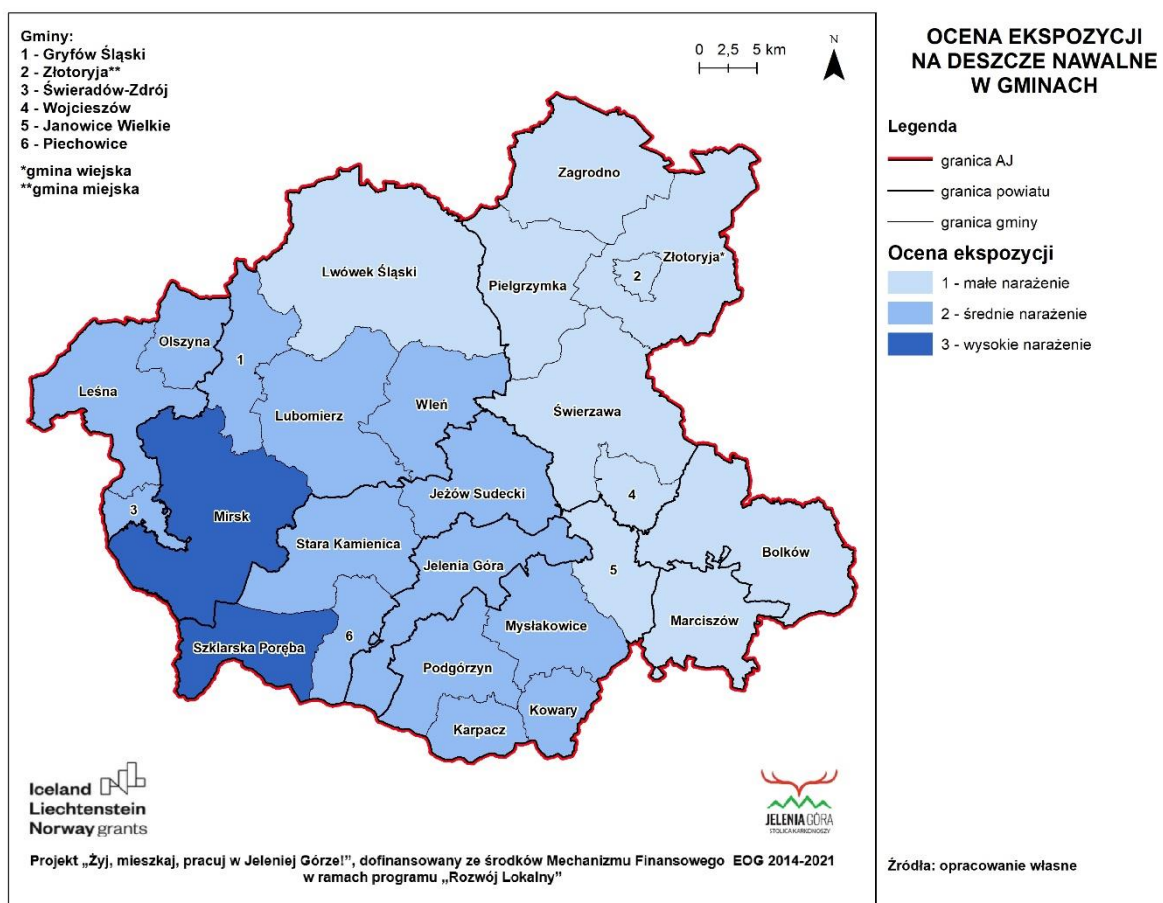 Gminy:
1 - Gryfów Śląski
2 - Złotoryja**
3 - Świeradów-Zdrój
4 - Wojcieszów
5 - Janowice Wielkie
6 - Piechowice
*gmina wiejska
**gmina miejska
0 2,5 5 km
N
OCENA EKSPOZYCJI
NA DESZCZE NAWALNE
W GMINACH
Legenda
granica AJ
granica powiatu
granica gminy
Ocena ekspozycji
1 - małe narażenie
2 - średnie narażenie
3 - wysokie narażenie
Zagrodno
Złotoryja*
2
Lwówek Śląski
Pielgrzymka
Olszyna
1
Leśna
Lubomierz
Wleń
Świerzawa
4
Jeżów Sudecki
3
Mirsk
Stara Kamienica
Bolków
Jelenia Góra
5
Mysłakowice
Marciszów
6
Szklarska Poręba
Podgórzyn
Kowary
Karpacz
Iceland
Liechtenstein
Norway grants
JELENIA GÓRA
STOLICA KARKONOSZY
Projekt „Żyj, mieszkaj, pracuj w Jeleniej Górze!”, dofinansowany ze środków Mechanizmu Finansowego EOG 2014-2021
w ramach programu „Rozwój Lokalny”
Źródła: opracowanie własne